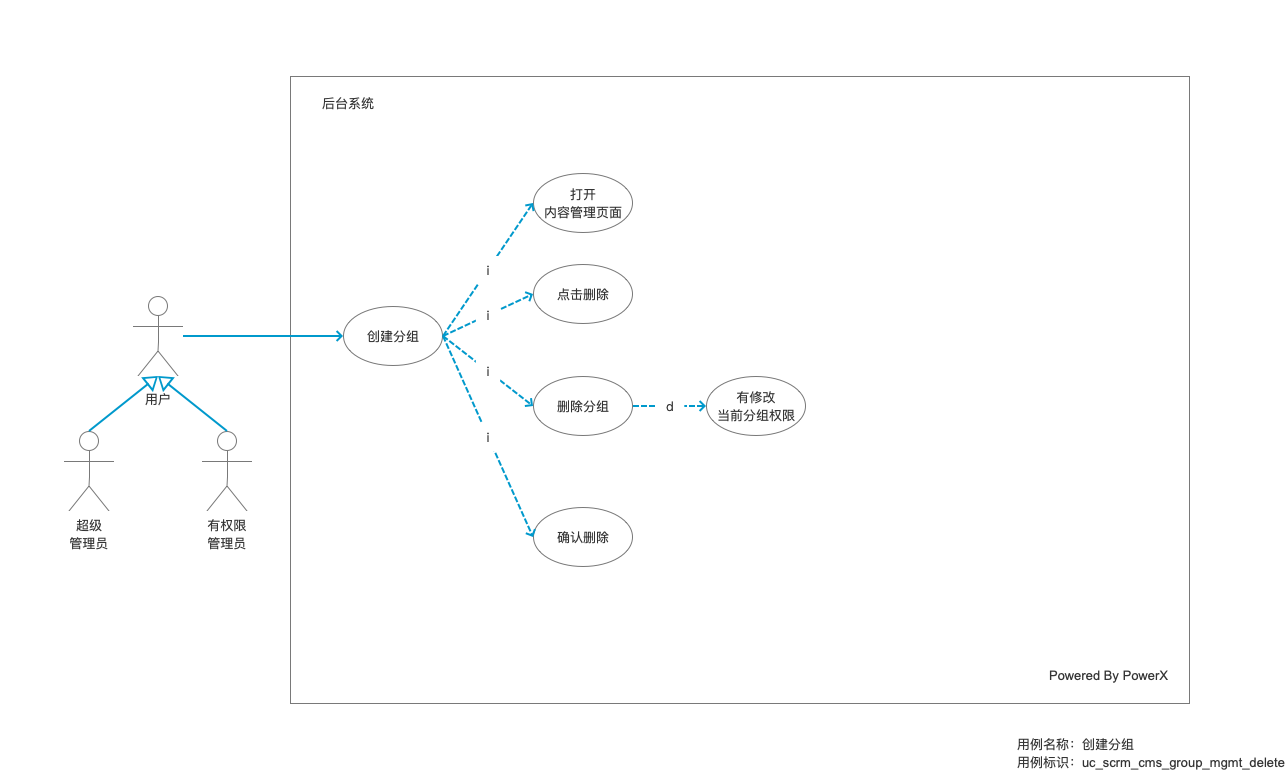 后台系统
打开
内容管理页面
i
点击删除
i
创建分组
i
删除分组
d
有修改
当前分组权限
i
用户
确认删除
超级
管理员
有权限
管理员
Powered By PowerX
用例名称：创建分组
用例标识：uc_scrm_cms_group_mgmt_delete